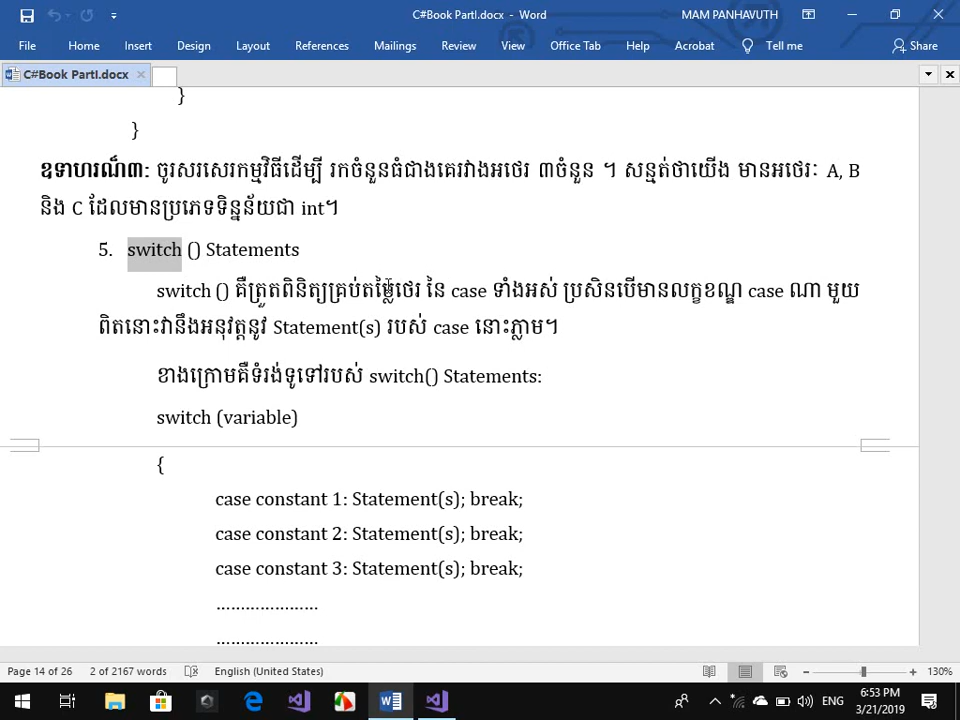 C#Book PartI.docx - Word
MAM PANHAVUTH
File Home Insert Design Layout References Mailings Review View Office Tab Help Acrobat Tell me Share
C#Book PartI.docx
}
}
ឧទាហរណ៏៣: ចូរសរសេរកម្មវិធីដើម្បី រកចំនួនធំជាងគេរវាងអថេរ ៣ចំនួន ។ សន្មត់ថាយើង មានអថេរៈ A, B
និង C ដែលមានប្រភេទទិន្នន័យជា int។
5. switch () Statements
switch () គឺត្រួតពិនិត្យគ្រប់តម្លៃថេរ នៃ case ទាំងអស់ ប្រសិនបើមានលក្ខខណ្ឌ case ណា មួយ
ពិតនោះវានឹងអនុវត្តនូវ Statement(s) របស់ case នោះភ្លាម។
ខាងក្រោមគឺទំរង់ទូទៅរបស់ switch() Statements:
switch (variable)
{
case constant 1: Statement(s); break;
case constant 2: Statement(s); break;
case constant 3: Statement(s); break;
.....................
.....................
Page 14 of 26 2 of 2167 words English (United States) 130%
ENG
6:53 PM
3/21/2019